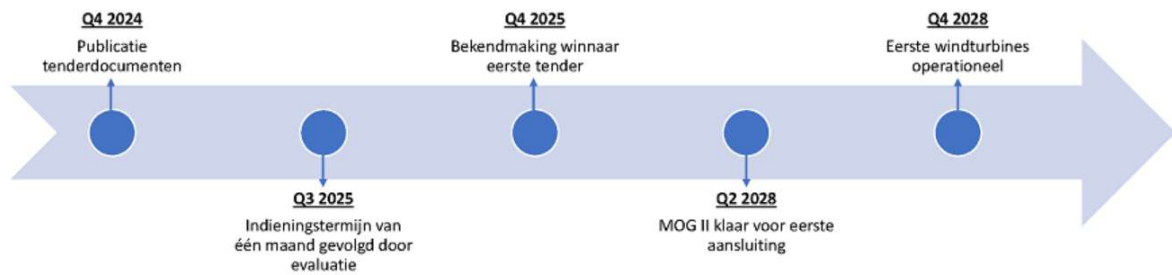 Q4 2024
Publicatie
tenderdocumenten
Q3 2025
Indieningstermijn van
één maand gevolgd door
evaluatie
Q4 2025
Bekendmaking winnaar
eerste tender
Q2 2028
MOG II klaar voor eerste
aansluiting
Q4 2028
Eerste windturbines
operationeel